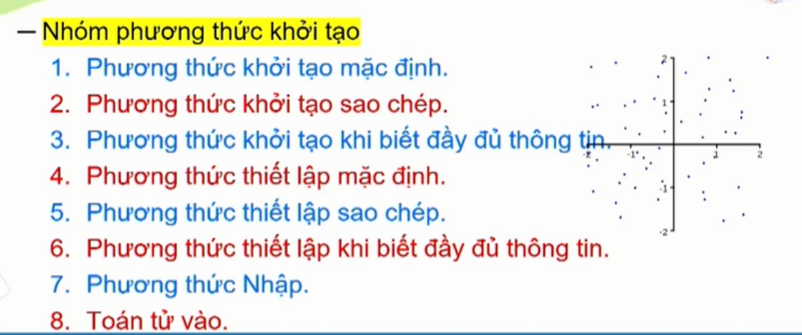 — Nhóm phương thức khởi tạo
1. Phương thức khởi tạo mặc định.
2. Phương thức khởi tạo sao chép.
3. Phương thức khởi tạo khi biết đầy đủ thông tin.
4. Phương thức thiết lập mặc định.
5. Phương thức thiết lập sao chép.
6. Phương thức thiết lập khi biết đầy đủ thông tin.
7. Phương thức Nhập.
8. Toán tử vào.
2
1
-2 -1 1 2
-1
-2